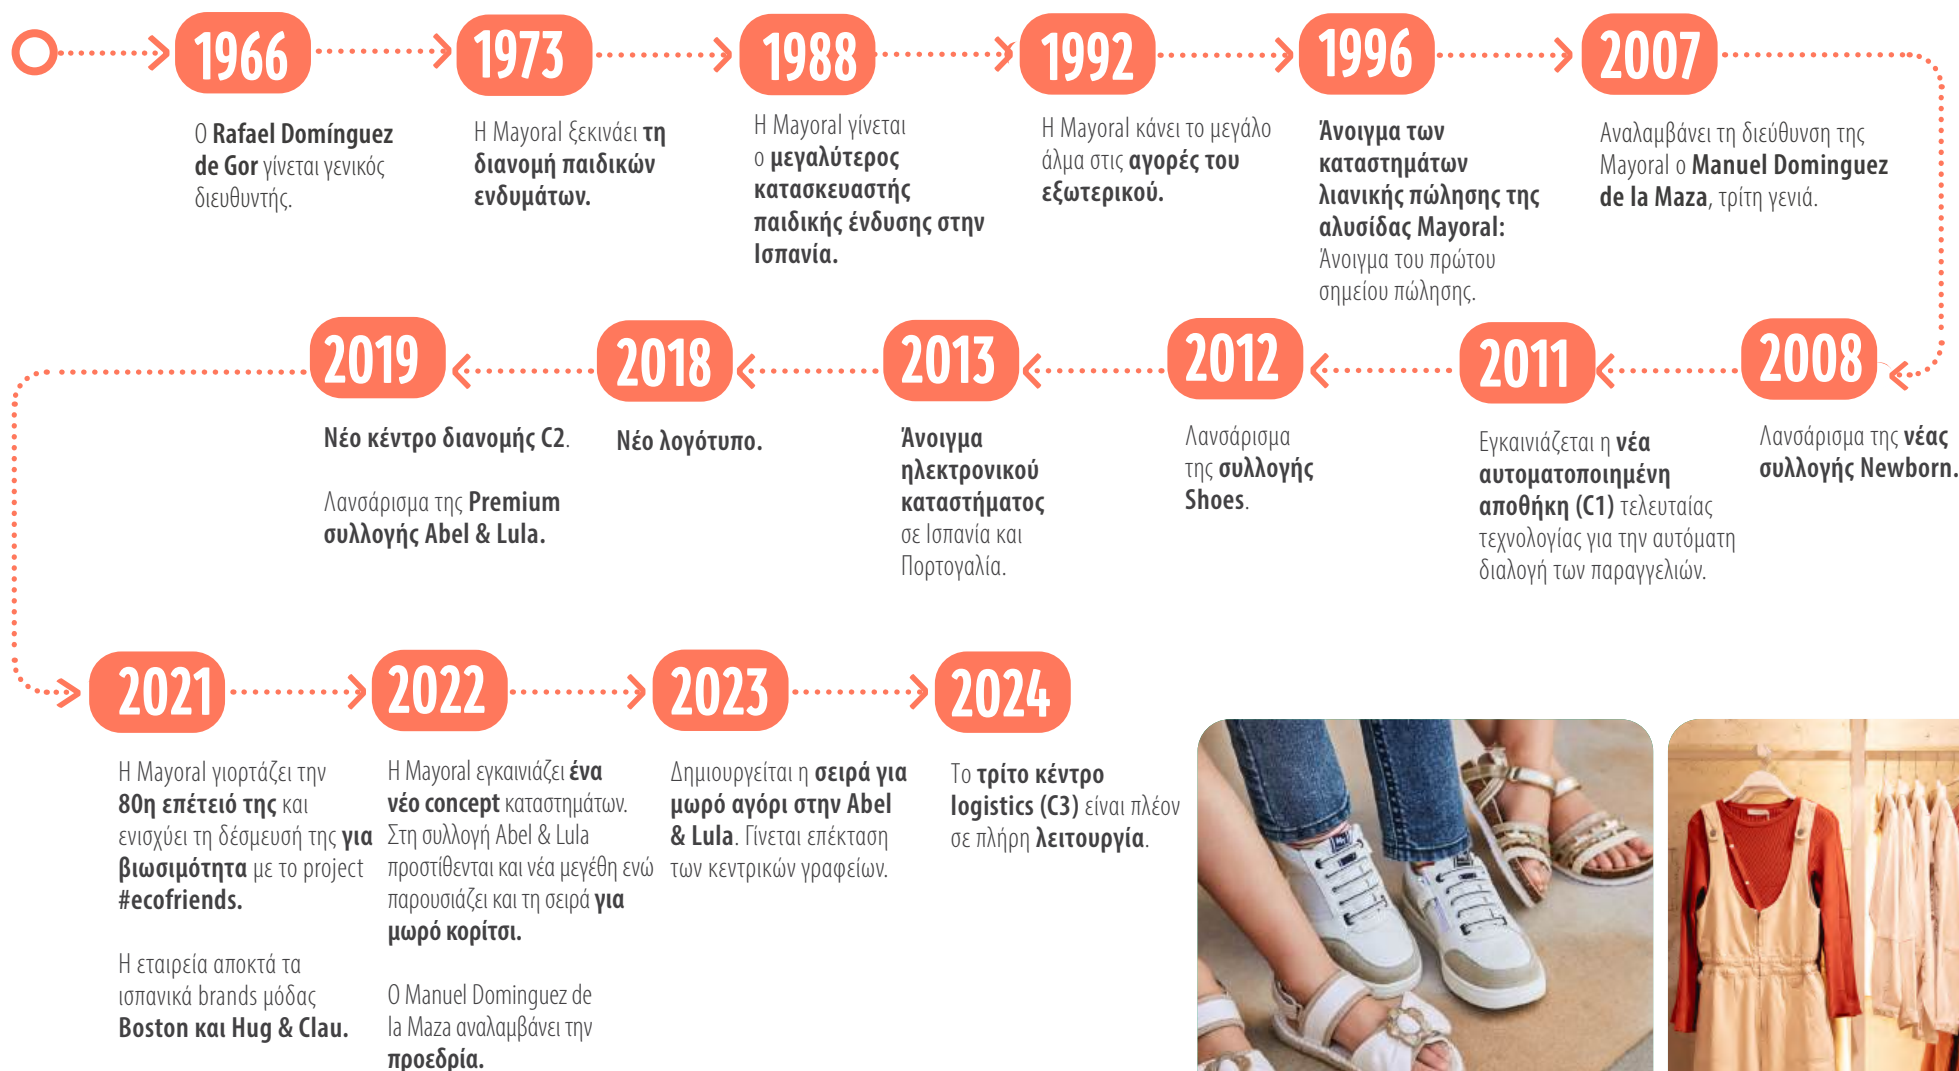 1966
Ο Rafael Domínguez
de Gor γίνεται γενικός
διευθυντής.
1973
Η Mayoral ξεκινάει τη
διανομή παιδικών
ενδυμάτων.
1988
Η Mayoral γίνεται
ο μεγαλύτερος
κατασκευαστής
παιδικής ένδυσης στην
Ισπανία.
1992
Η Mayoral κάνει το μεγάλο
άλμα στις αγορές του
εξωτερικού.
1996
Άνοιγμα των
καταστημάτων
λιανικής πώλησης της
αλυσίδας Mayoral:
Άνοιγμα του πρώτου
σημείου πώλησης.
2007
Αναλαμβάνει τη διεύθυνση της
Mayoral ο Manuel Dominguez
de la Maza, τρίτη γενιά.
2008
Λανσάρισμα της νέας
συλλογής Newborn.
2011
Εγκαινιάζεται η νέα
αυτοματοποιημένη
αποθήκη (C1) τελευταίας
τεχνολογίας για την αυτόματη
διαλογή των παραγγελιών.
2012
Λανσάρισμα
της συλλογής
Shoes.
2013
Άνοιγμα
ηλεκτρονικού
καταστήματος
σε Ισπανία και
Πορτογαλία.
2018
Νέο λογότυπο.
2019
Νέο κέντρο διανομής C2.
Λανσάρισμα της Premium
συλλογής Abel & Lula.
2021
Η Mayoral γιορτάζει την
80η επέτειό της και
ενισχύει τη δέσμευσή της για
βιωσιμότητα με το project
#ecofriends.
Η εταιρεία αποκτά τα
ισπανικά brands μόδας
Boston και Hug & Clau.
2022
Η Mayoral εγκαινιάζει ένα
νέο concept καταστημάτων.
Στη συλλογή Abel & Lula
προστίθενται και νέα μεγέθη ενώ
παρουσιάζει και τη σειρά για
μωρό κορίτσι.
Ο Manuel Dominguez de
la Maza αναλαμβάνει την
προεδρία.
2023
Δημιουργείται η σειρά για
μωρό αγόρι στην Abel
& Lula. Γίνεται επέκταση
των κεντρικών γραφείων.
2024
Το τρίτο κέντρο
logistics (C3) είναι πλέον
σε πλήρη λειτουργία.